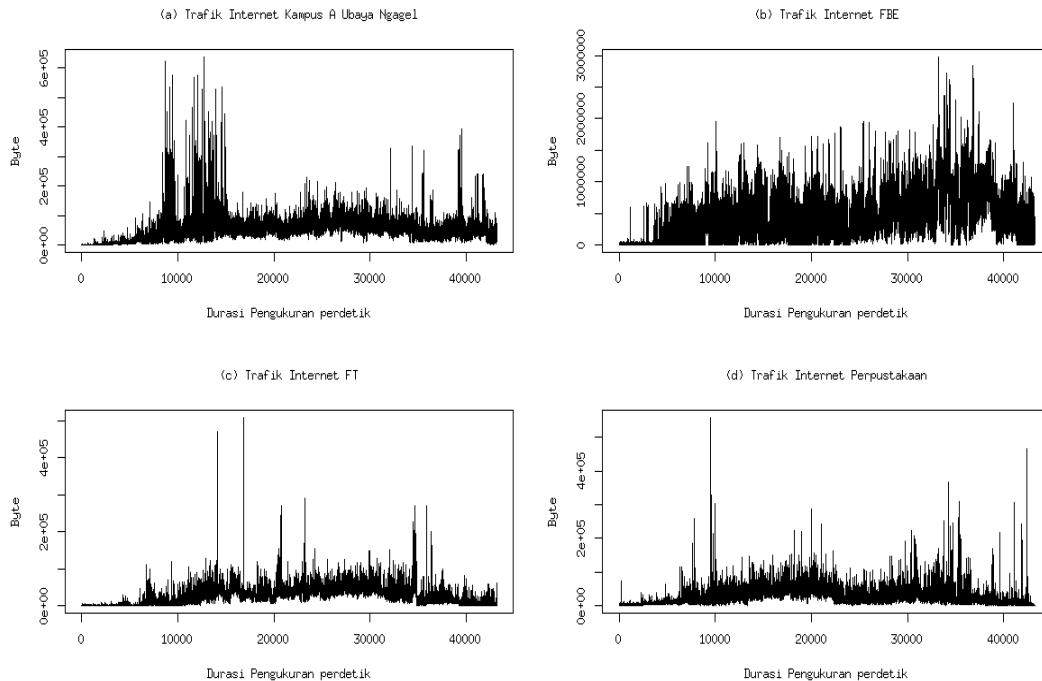 (a) Trafik Internet Kampus A Ubaya Ngagel
Byte
0e+00 2e+05 4e+05 6e+05
0 10000 20000 30000 40000
Durasi Pengukuran perdetik
(b) Trafik Internet FBE
Byte
0 1000000 2000000 3000000
0 10000 20000 30000 40000
Durasi Pengukuran perdetik
(c) Trafik Internet FT
Byte
0e+00 2e+05 4e+05
0 10000 20000 30000 40000
Durasi Pengukuran perdetik
(d) Trafik Internet Perpustakaan
Byte
0e+00 2e+05 4e+05
0 10000 20000 30000 40000
Durasi Pengukuran perdetik